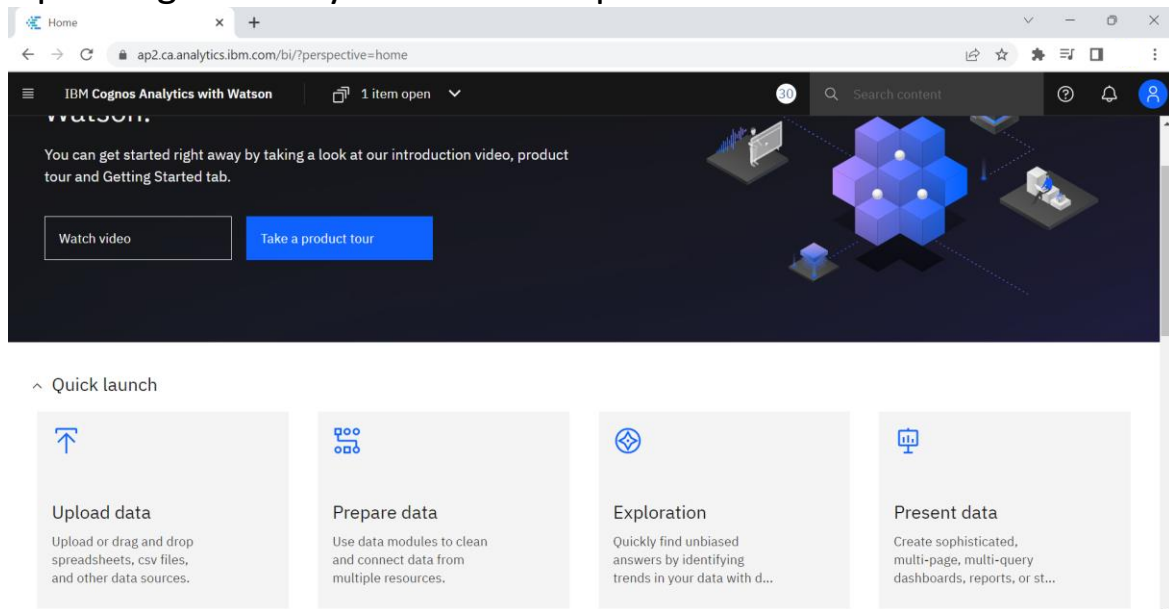 Home
ap2.ca.analytics.ibm.com/bi/?perspective=home
IBM Cognos Analytics with Watson
1 item open
30
Search content
Watson.
You can get started right away by taking a look at our introduction video, product
tour and Getting Started tab.
Watch video
Take a product tour
Quick launch
Upload data
Upload or drag and drop
spreadsheets, csv files,
and other data sources.
Prepare data
Use data modules to clean
and connect data from
multiple resources.
Exploration
Quickly find unbiased
answers by identifying
trends in your data with d...
Present data
Create sophisticated,
multi-page, multi-query
dashboards, reports, or st...